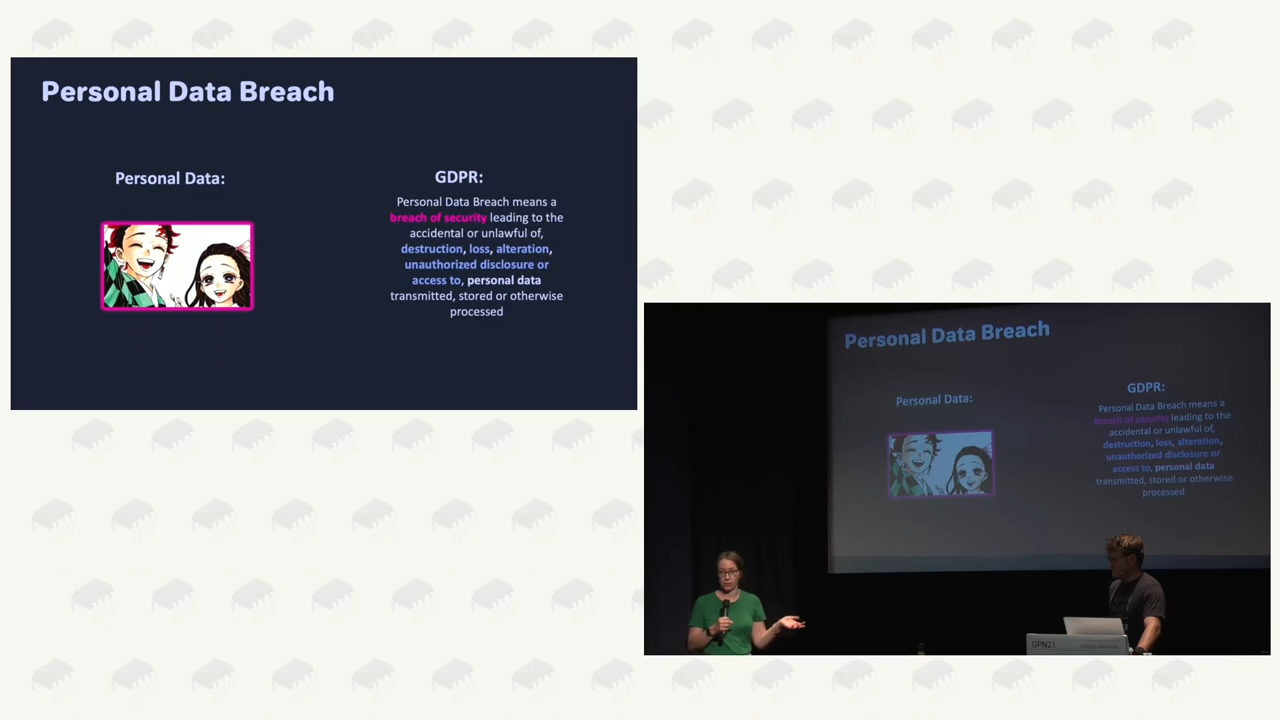 Personal Data Breach
Personal Data:
GDPR:
Personal Data Breach means a
breach of security leading to the
accidental or unlawful of,
destruction, loss, alteration,
unauthorized disclosure or
access to, personal data
transmitted, stored or otherwise
processed
Personal Data Breach
Personal Data:
GDPR:
Personal Data Breach means a
breach of security leading to the
accidental or unlawful of,
destruction, loss, alteration,
unauthorized disclosure or
access to, personal data
transmitted, stored or otherwise
processed
GPN21